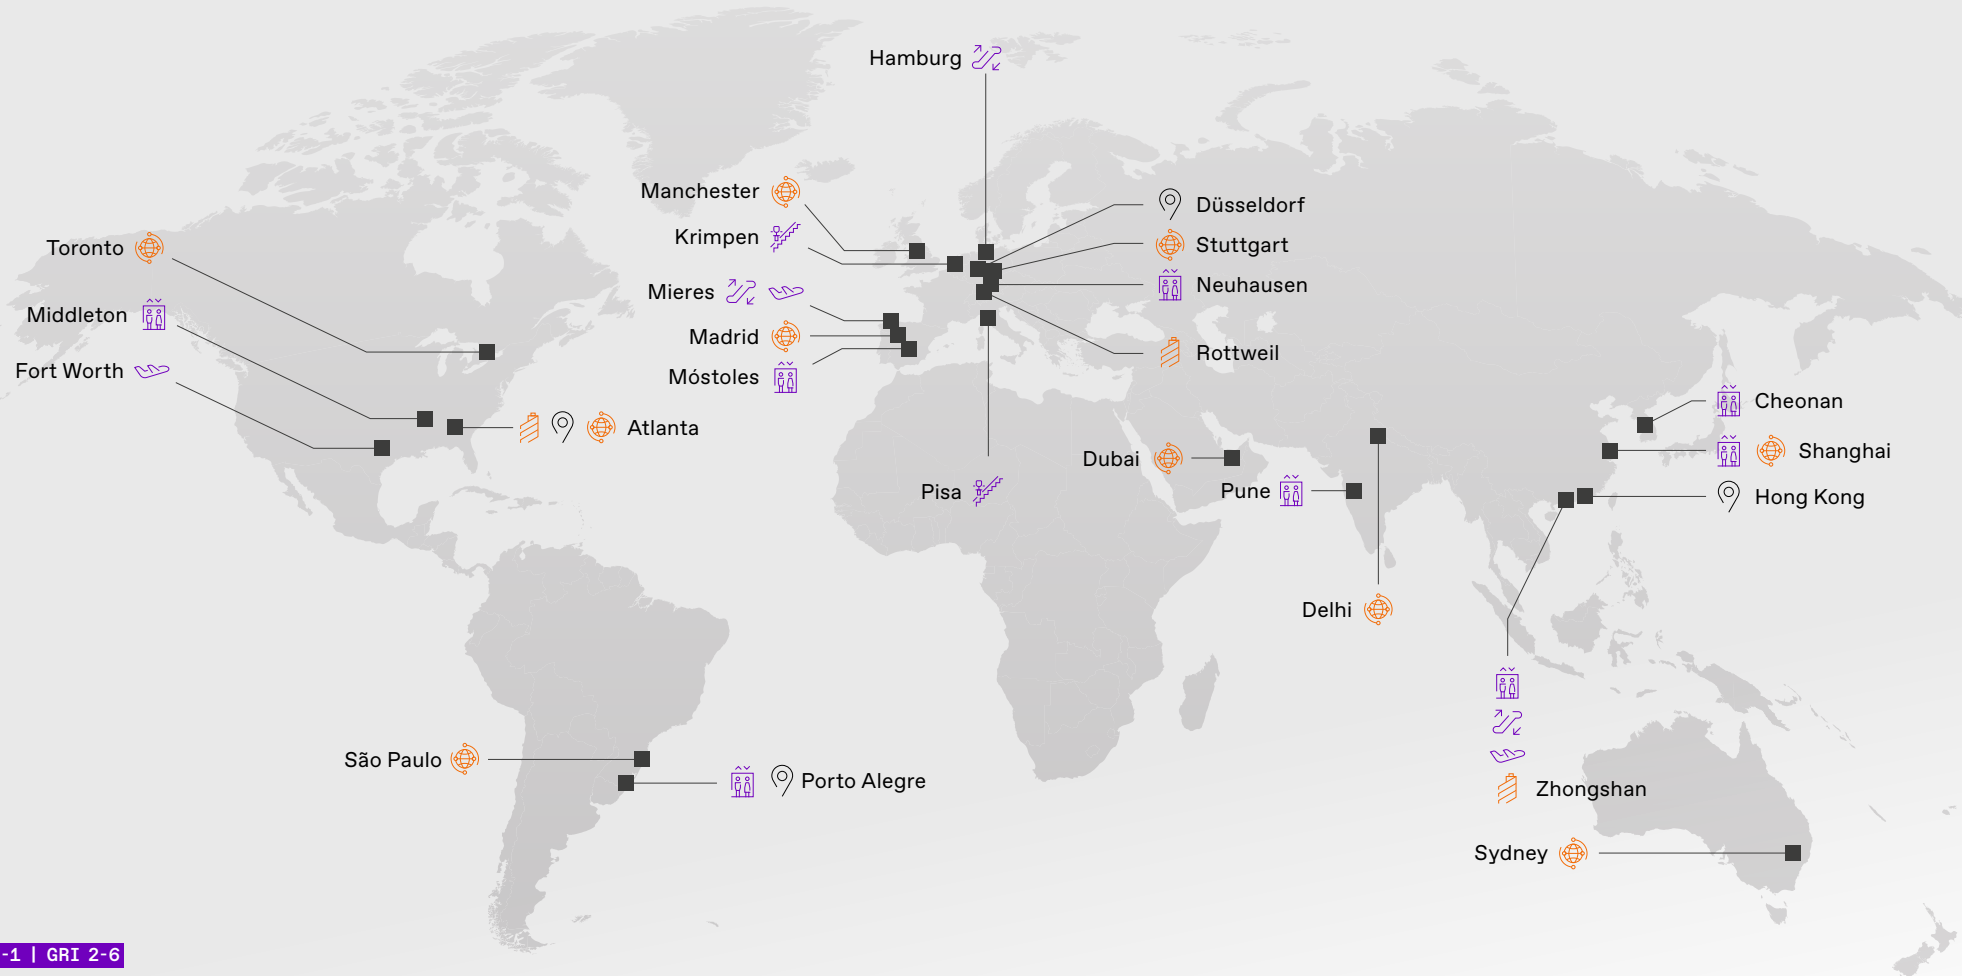 Hamburg
Manchester
Krimpen
Mieres
Madrid
Móstoles
Düsseldorf
Stuttgart
Neuhausen
Rottweil
Toronto
Middleton
Fort Worth
Atlanta
Pisa
Dubai
Pune
Delhi
Cheonan
Shanghai
Hong Kong
São Paulo
Porto Alegre
Zhongshan
Sydney
-1 | GRI 2-6